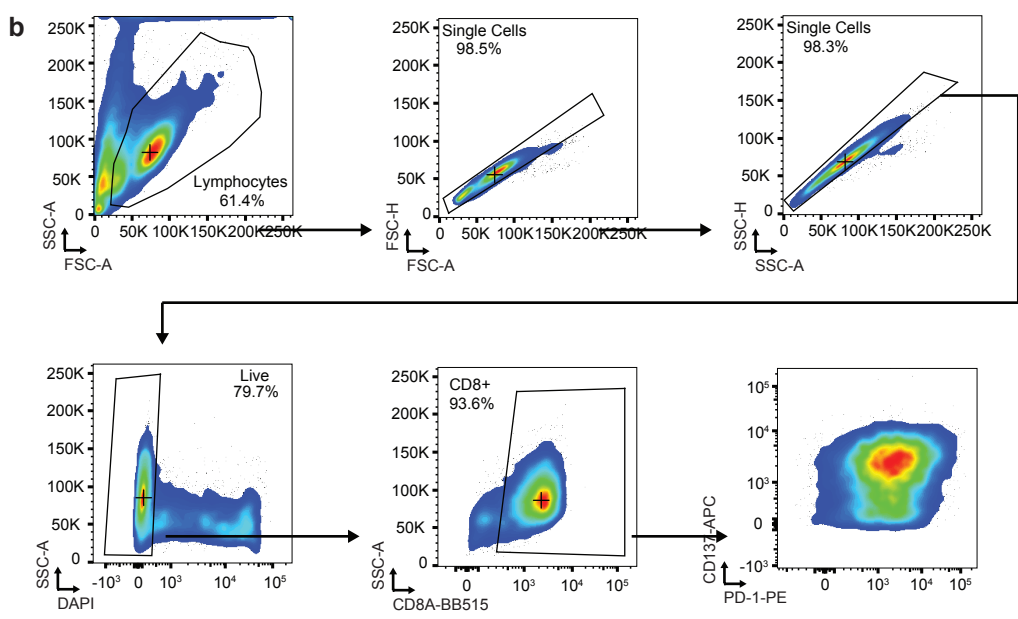 b
250K
200K
150K
100K
50K
0
Lymphocytes
61.4%
0 50K 100K 150K 200K 250K
SSC-A
FSC-A
250K
200K
150K
100K
50K
0
Single Cells
98.5%
0 50K 100K 150K 200K 250K
FSC-H
FSC-A
250K
200K
150K
100K
50K
0
Single Cells
98.3%
0 50K 100K 150K 200K 250K
SSC-H
SSC-A
250K
200K
150K
100K
50K
0
Live
79.7%
-10³ 0 10³ 10⁴ 10⁵
SSC-A
DAPI
250K
200K
150K
100K
50K
0
CD8+
93.6%
0 10³ 10⁴ 10⁵
SSC-A
CD8A-BB515
10⁵
10⁴
10³
0
-10³
0 10³ 10⁴ 10⁵
CD137-APC
PD-1-PE